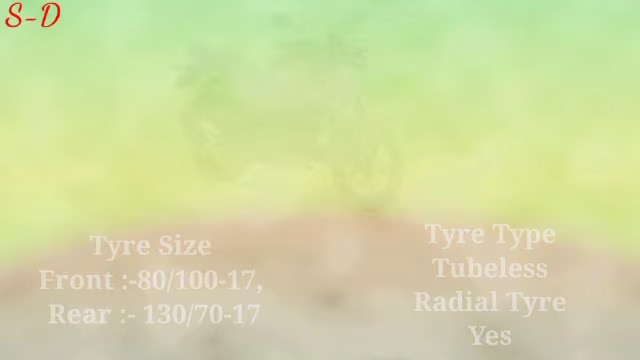 S-D
Tyre Size
Front :-80/100-17,
Rear :- 130/70-17
Tyre Type
Tubeless
Radial Tyre
Yes